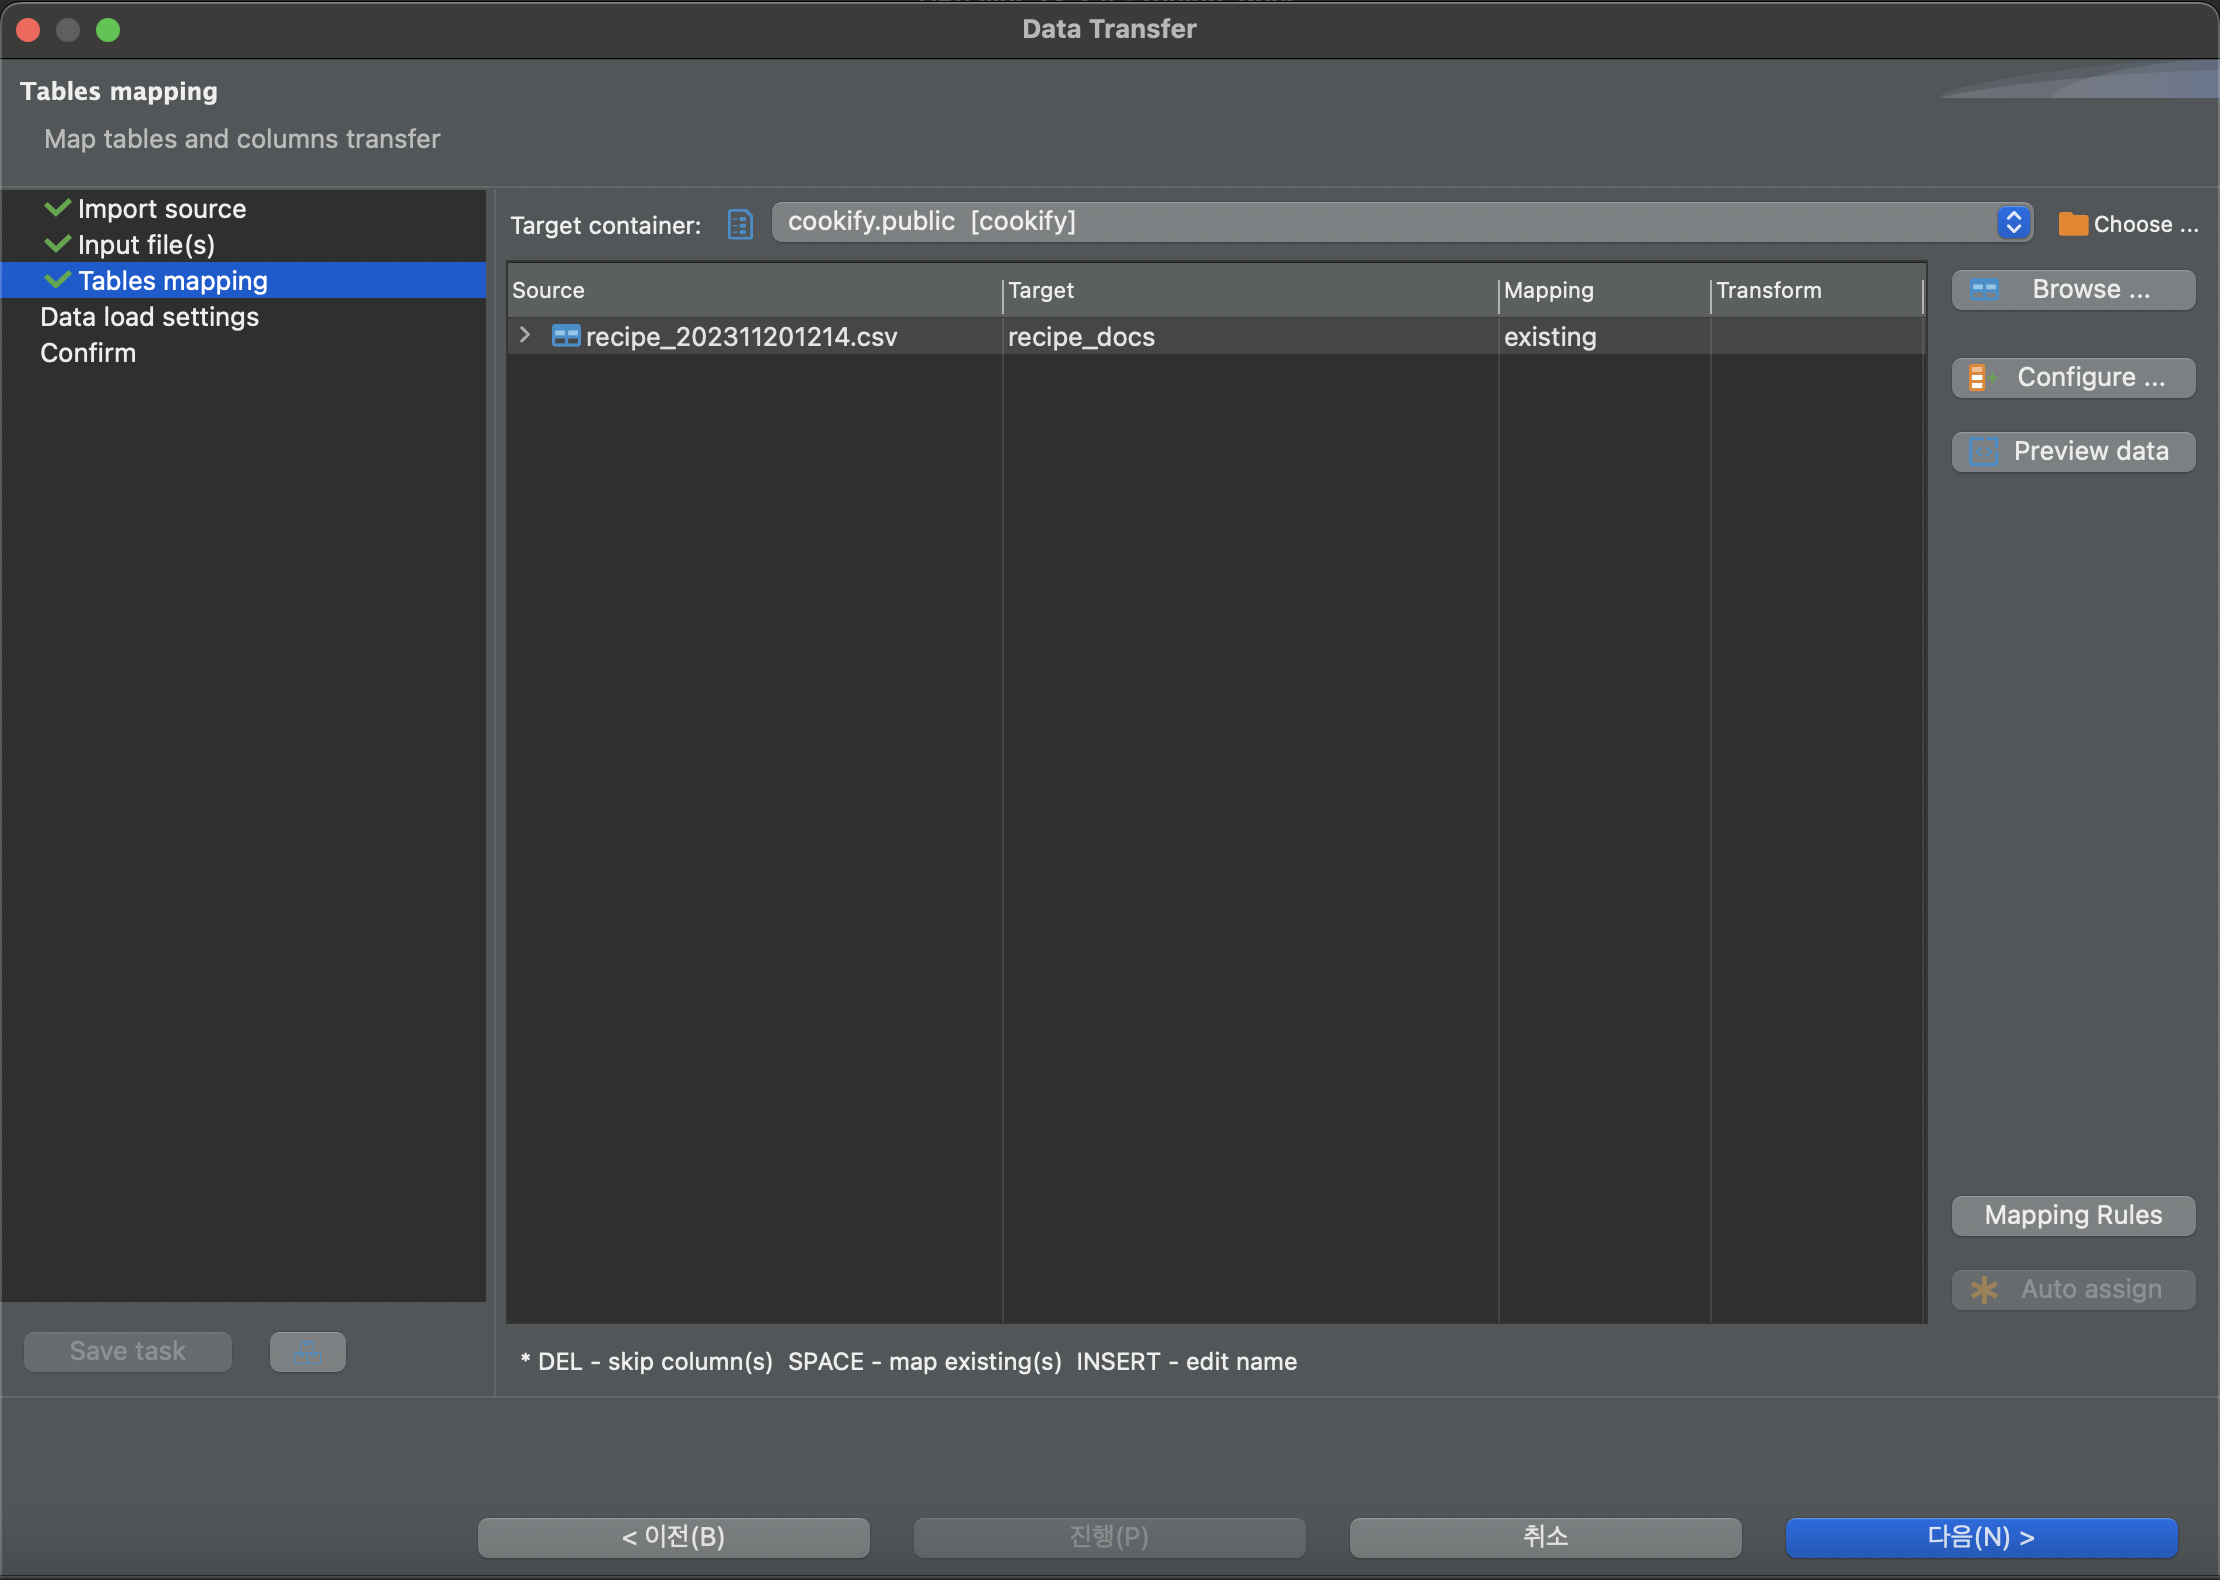 Data Transfer
Tables mapping
Map tables and columns transfer
Import source
Input file(s)
Tables mapping
Data load settings
Confirm
Target container:
cookify.public [cookify]
Choose ...
Source Target Mapping Transform
recipe_202311201214.csv recipe_docs existing
Browse ...
Configure ...
Preview data
Mapping Rules
Auto assign
Save task
* DEL - skip column(s) SPACE - map existing(s) INSERT - edit name
< 이전(B)
진행(P)
취소
다음(N) >